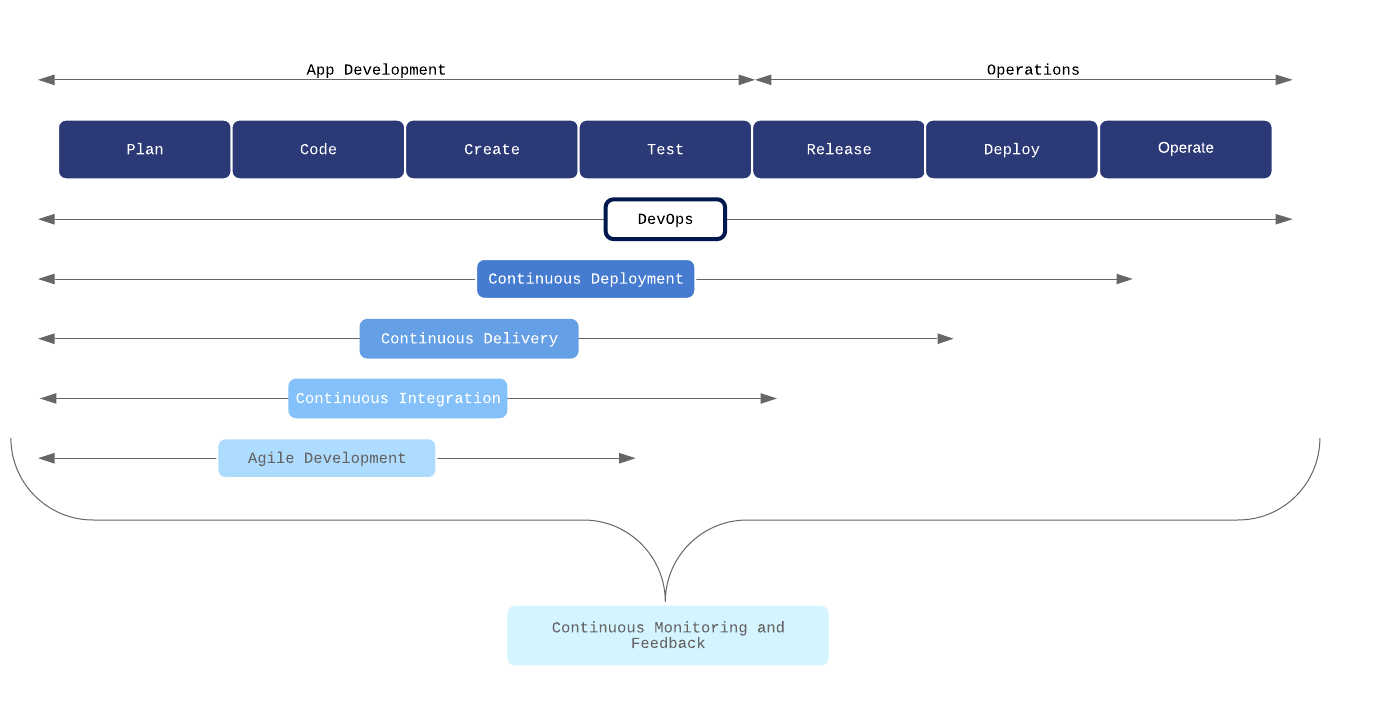 App Development
Operations
Plan
Code
Create
Test
Release
Deploy
Operate
DevOps
Continuous Deployment
Continuous Delivery
Continuous Integration
Agile Development
Continuous Monitoring and
Feedback